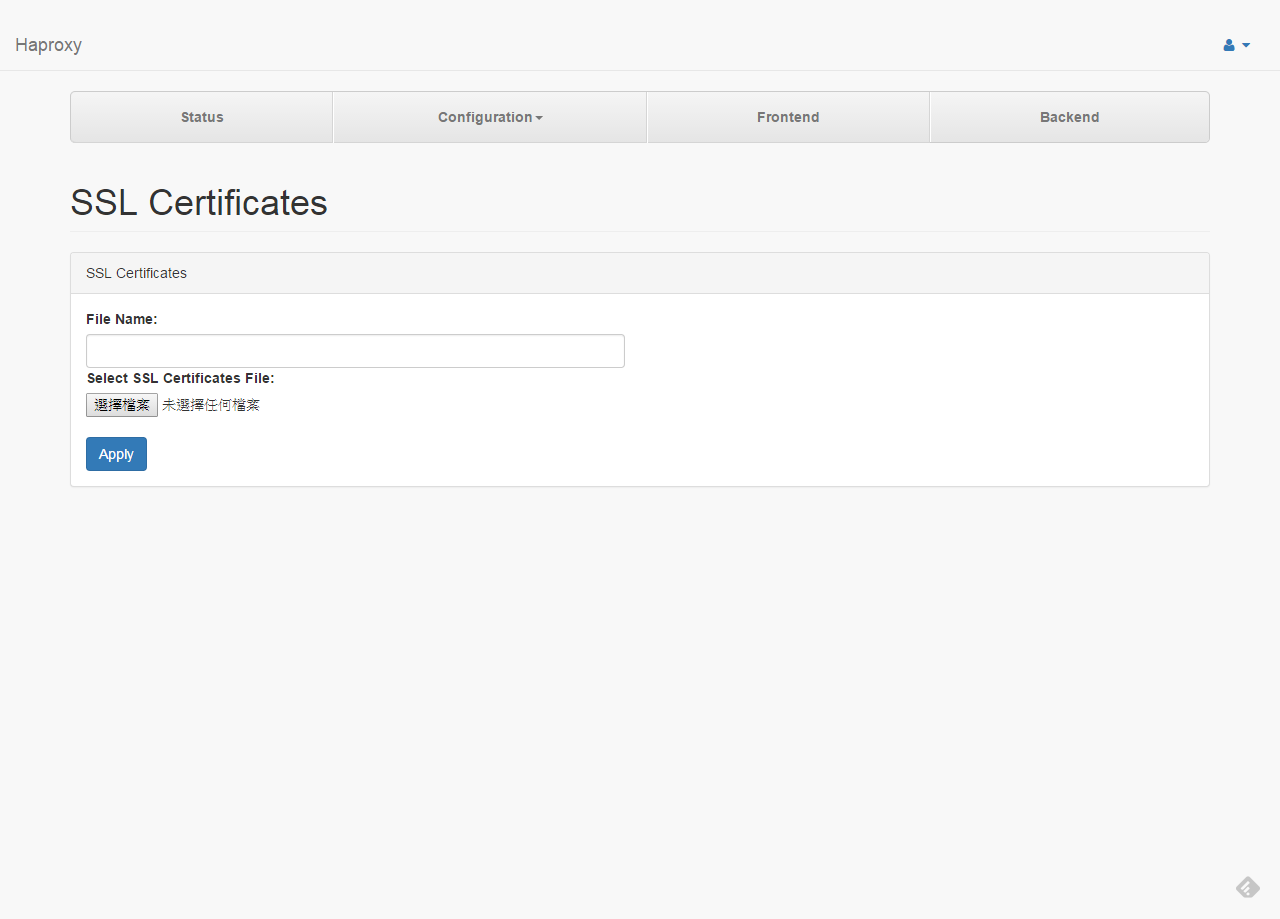 Haproxy
Status
Configuration
Frontend
Backend
SSL Certificates
SSL Certificates
File Name:
Select SSL Certificates File:
選擇檔案 未選擇任何檔案
Apply